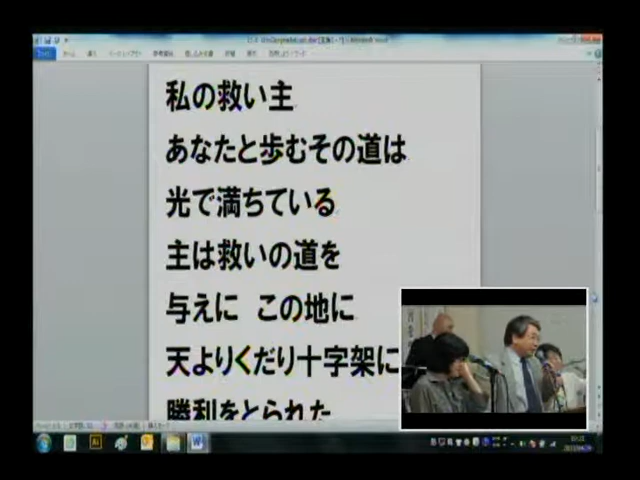 私の救い主
あなたと歩むその道は
光で満ちている
主は救いの道を
与えに この地に
天よりくだり十字架に
勝利をとられた